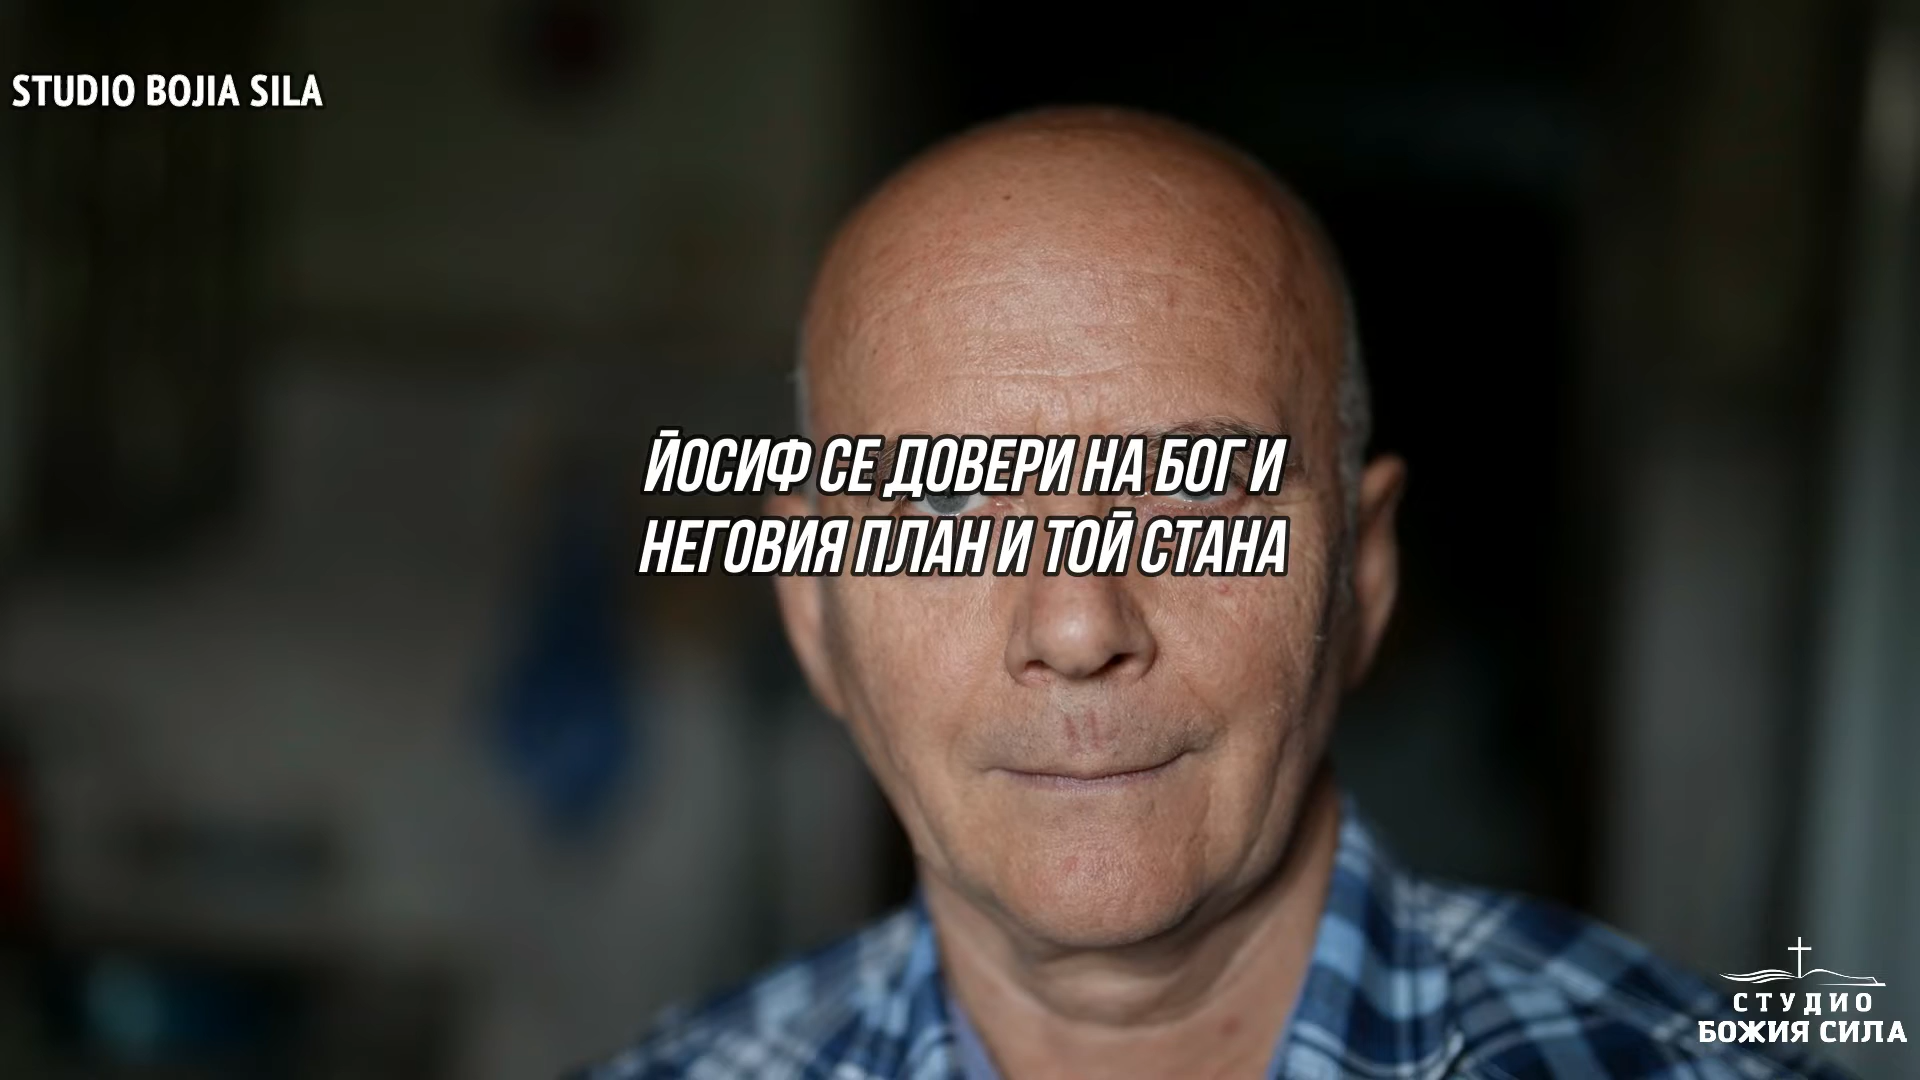 STUDIO BOJIA SILA
ЙОСИФ СЕ ДОВЕРИ НА БОГ И
НЕГОВИЯ ПЛАН И ТОЙ СТАНА
СТУДИО
БОЖИЯ СИЛА